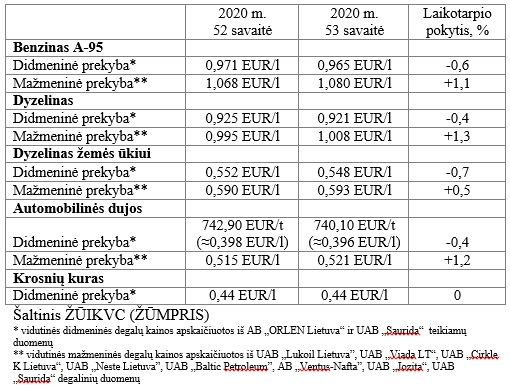 2020 m. 52 savaitė 2020 m. 53 savaitė Laikotarpio pokytis, %
Benzinas A-95
Didmeninė prekyba* 0,971 EUR/l 0,965 EUR/l -0,6
Mažmeninė prekyba** 1,068 EUR/l 1,080 EUR/l +1,1
Dyzelinas
Didmeninė prekyba* 0,925 EUR/l 0,921 EUR/l -0,4
Mažmeninė prekyba** 0,995 EUR/l 1,008 EUR/l +1,3
Dyzelinas žemės ūkiui
Didmeninė prekyba* 0,552 EUR/l 0,548 EUR/l -0,7
Mažmeninė prekyba** 0,590 EUR/l 0,593 EUR/l +0,5
Automobilinės dujos
Didmeninė prekyba* 742,90 EUR/t (≈0,398 EUR/l) 740,10 EUR/t (≈0,396 EUR/l) -0,4
Mažmeninė prekyba** 0,515 EUR/l 0,521 EUR/l +1,2
Krosnių kuras
Didmeninė prekyba* 0,44 EUR/l 0,44 EUR/l 0
Šaltinis ŽŪIKVC (ŽŪMPRIS)
* vidutinės didmeninės degalų kainos apskaičiuotos iš AB „ORLEN Lietuva“ ir UAB „Saurida“ teikiamų
duomenų
** vidutinės mažmeninės degalų kainos apskaičiuotos iš UAB „Lukoil Lietuva”, UAB „Viada LT“, UAB „Cirkle
K Lietuva“, UAB „Neste Lietuva”, UAB „Baltic Petroleum”, AB „Ventus-Nafta”, UAB „Jozita”, UAB
„Saurida“ degalinių duomenų